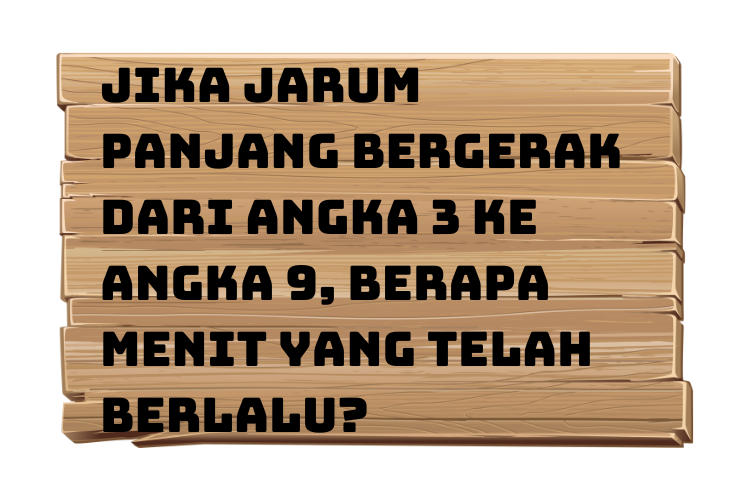 JIKA JARUM
PANJANG BERGERAK
DARI ANGKA 3 KE
ANGKA 9, BERAPA
MENIT YANG TELAH
BERLALU?